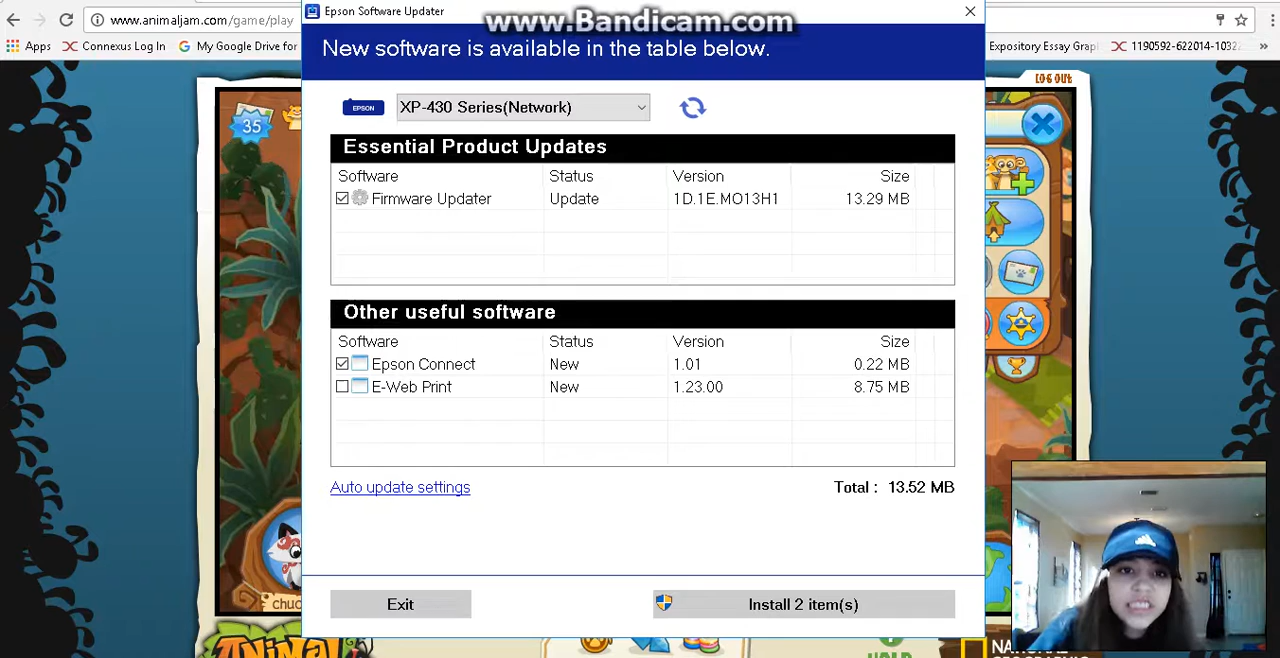 www.animaljam.com/game/play
Epson Software Updater
www.Bandicam.com
Apps Connexus Log In My Google Drive for
Expository Essay Grap 1190592-622014-1032
New software is available in the table below.
LOG OUT
35
EPSON XP-430 Series(Network)
Essential Product Updates
Software Status Version Size
Firmware Updater Update 1D.1E.MO13H1 13.29 MB
Other useful software
Software Status Version Size
Epson Connect New 1.01 0.22 MB
E-Web Print New 1.23.00 8.75 MB
Auto update settings Total : 13.52 MB
Exit Install 2 item(s)
chuc
NATIONAL